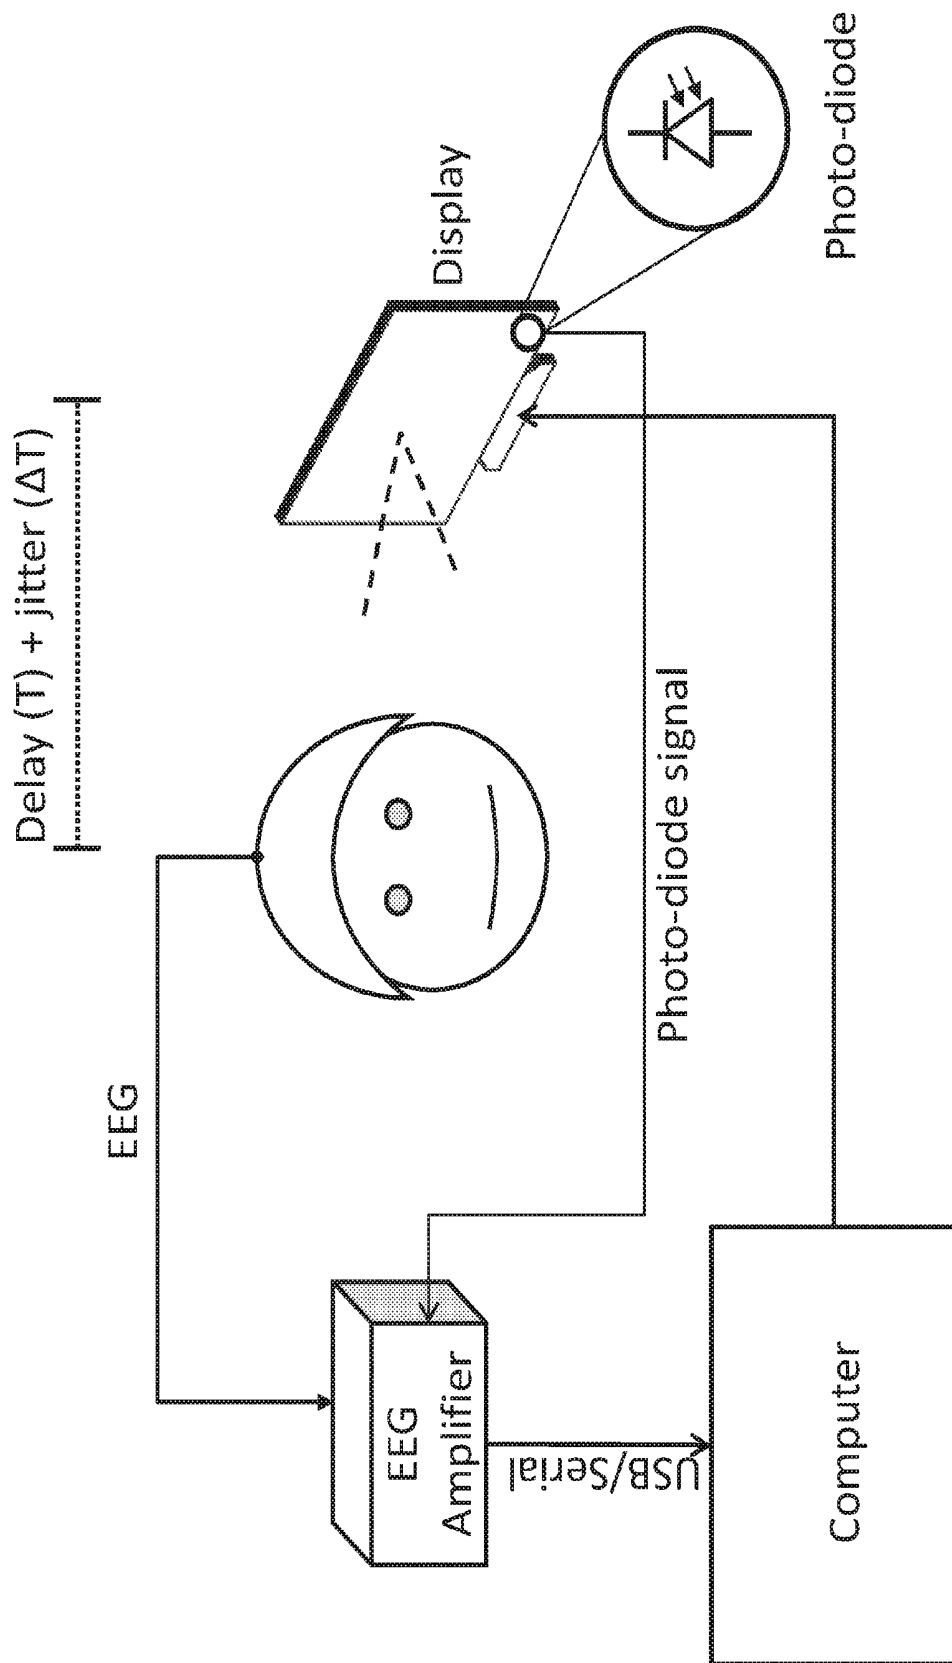 Delay (T) + jitter (ΔT)
EEG
Display
Photo-diode
Photo-diode signal
EEG
Amplifier
USB/Serial
Computer